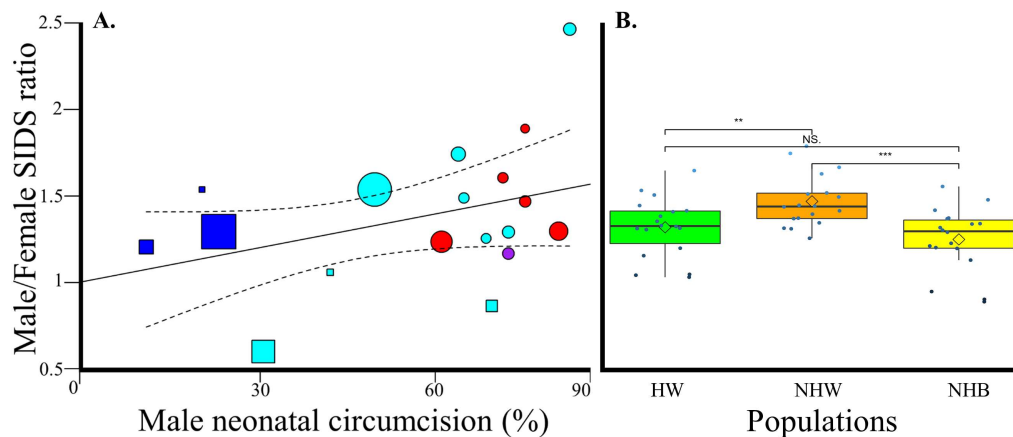 A.
Male/Female SIDS ratio
2.5
2
1.5
1
0.5
0
30
60
90
Male neonatal circumcision (%)
B.
**
NS.
***
HW
NHW
NHB
Populations